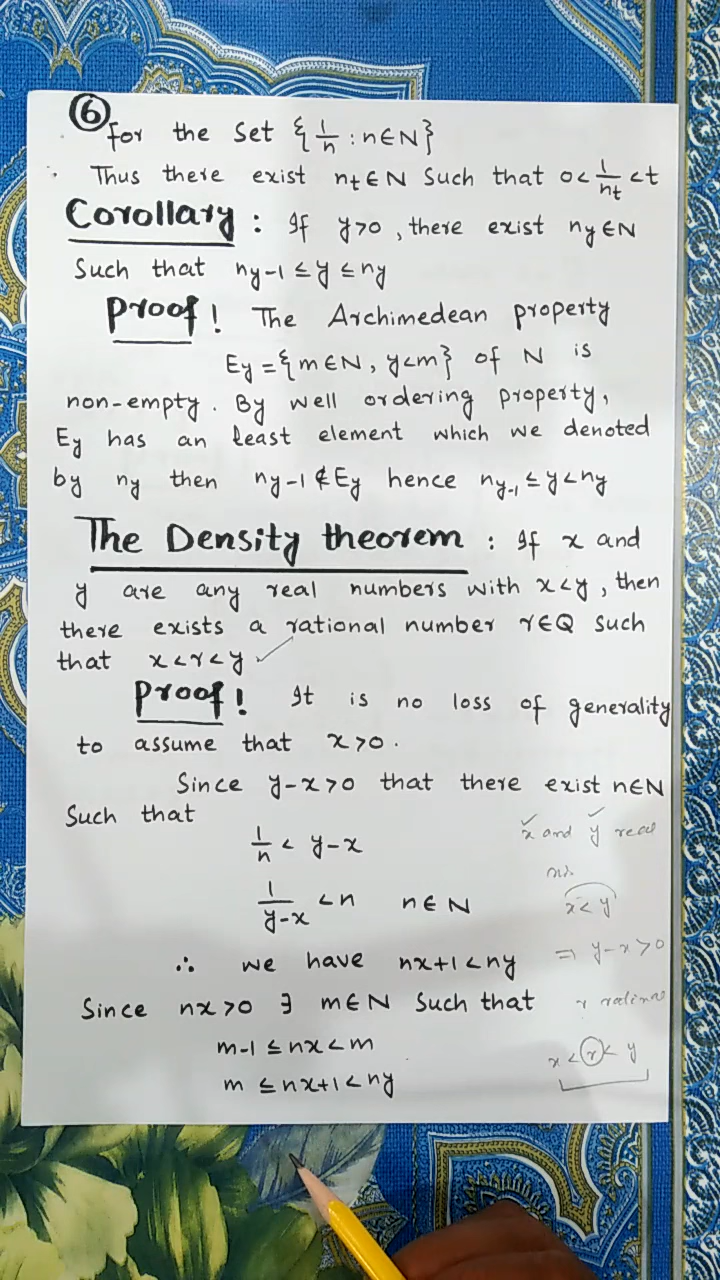 ⑥
For the Set {1/n : n∈N}
Thus there exist nₜ∈N Such that 0<1/nₜ<t
Corollary : If y>0, there exist ny∈N
Such that ny-1 ≤y ≤ny
Proof! The Archimedean property
Ey={m∈N, y<m} of N is
non-empty. By well ordering property,
Ey has an least element which we denoted
by ny then ny-1∉Ey hence ny-1 ≤y<ny
The Density theorem : If x and
y are any real numbers with x<y, then
there exists a rational number r∈Q such
that x<r<y ✓
Proof! It is no loss of generality
to assume that x>0.
Since y-x>0 that there exist n∈N
Such that
1/n < y-x
1/(y-x) <n n∈N
∴ we have nx+1<ny
Since nx>0 ∃ m∈N Such that
m-1 ≤nx<m
m ≤nx+1<ny
x and y real
x<y
⇒ y-x>0
r rational
x<r<y